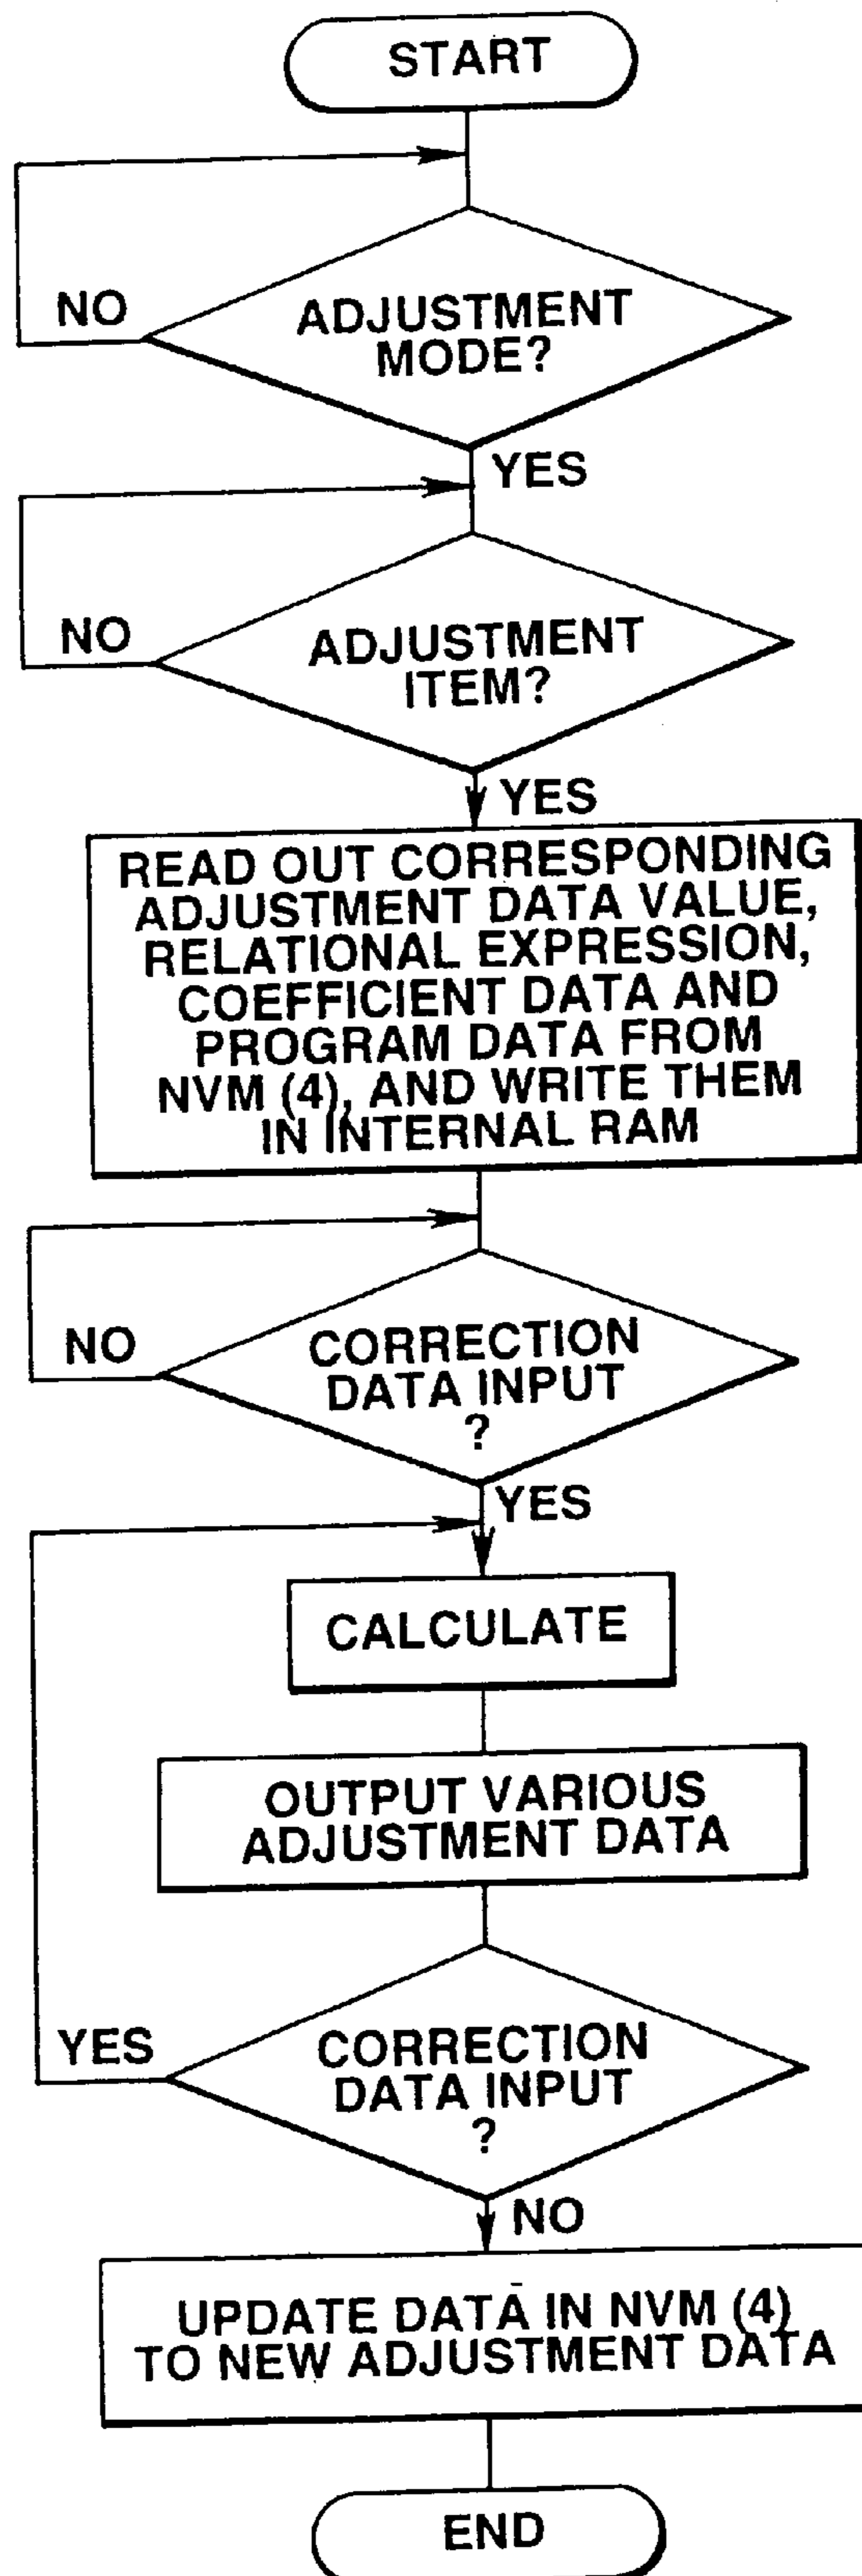 START
ADJUSTMENT
MODE?
NO
YES
ADJUSTMENT
ITEM?
NO
YES
READ OUT CORRESPONDING
ADJUSTMENT DATA VALUE,
RELATIONAL EXPRESSION,
COEFFICIENT DATA AND
PROGRAM DATA FROM
NVM (4), AND WRITE THEM
IN INTERNAL RAM
CORRECTION
DATA INPUT
?
NO
YES
CALCULATE
OUTPUT VARIOUS
ADJUSTMENT DATA
CORRECTION
DATA INPUT
?
YES
NO
UPDATE DATA IN NVM (4)
TO NEW ADJUSTMENT DATA
END